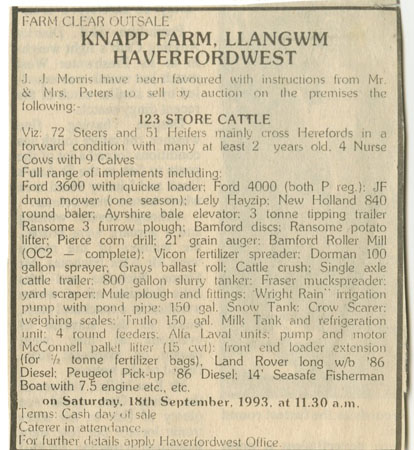 FARM CLEAR OUTSALE
KNAPP FARM, LLANGWM
HAVERFORDWEST
J. J. Morris have been favoured with instructions from Mr.
& Mrs. Peters to sell by auction on the premises the
following:-
123 STORE CATTLE
Viz: 72 Steers and 51 Heifers mainly cross Herefords in a
forward condition with many at least 2 years old, 4 Nurse
Cows with 9 Calves
Full range of implements including:
Ford 3600 with quicke loader; Ford 4000 (both P reg.); JF
drum mower (one season); Lely Hayzip; New Holland 840
round baler; Ayrshire bale elevator; 3 tonne tipping trailer
Ransome 3 furrow plough; Bamford discs; Ransome potato
lifter; Pierce corn drill; 21' grain auger; Bamford Roller Mill
(OC2 — complete); Vicon fertilizer spreader; Dorman 100
gallon sprayer; Grays ballast roll; Cattle crush; Single axle
cattle trailer; 800 gallon slurry tanker; Fraser muckspreader;
yard scraper; Mule plough and fittings; "Wright Rain" irrigation
pump with pond pipe; 150 gal. Snow Tank; Crow Scarer;
weighing scales; Truflo 150 gal. Milk Tank and refrigeration
unit; 4 round feeders; Alfa Laval units; pump and motor
McConnell pallet litter (15 cwt); front end loader extension
(for ½ tonne fertilizer bags), Land Rover long w/b '86
Diesel; Peugeot Pick-up '86 Diesel; 14' Seasafe Fisherman
Boat with 7.5 engine etc., etc.
on Saturday, 18th September, 1993, at 11.30 a.m.
Terms: Cash day of sale
Caterer in attendance.
For further details apply Haverfordwest Office.